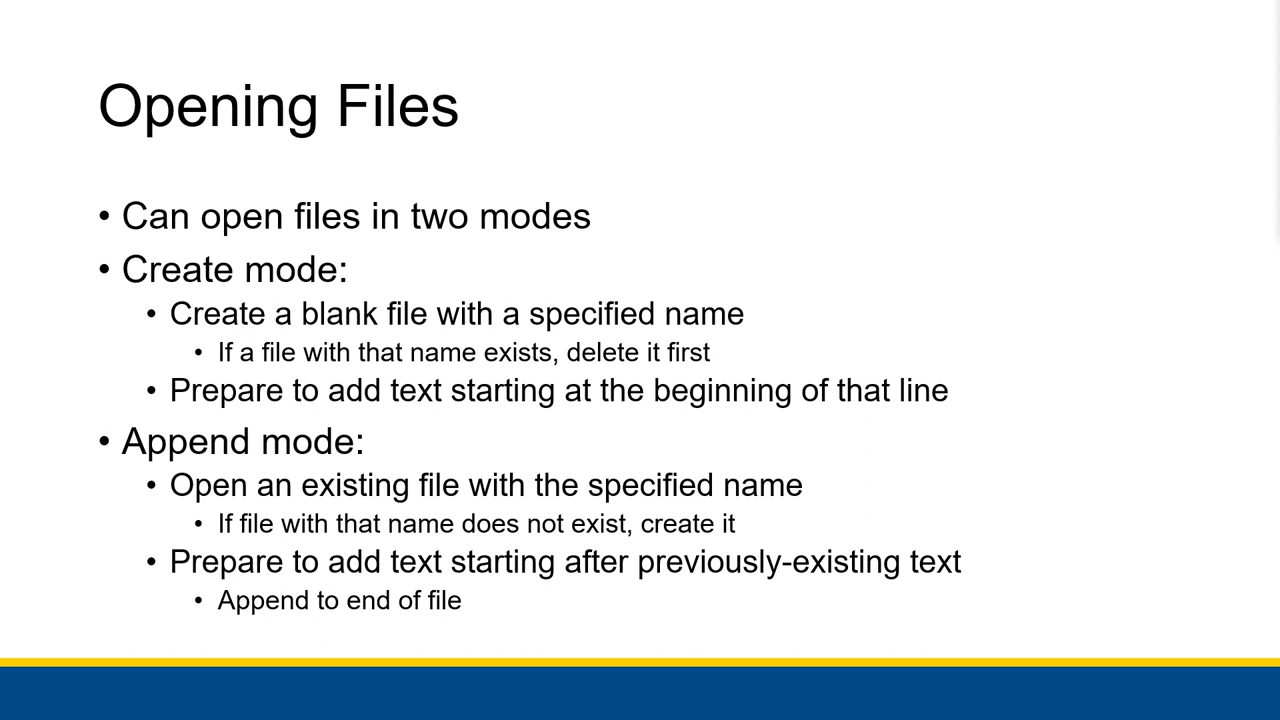 Opening Files
• Can open files in two modes
• Create mode:
• Create a blank file with a specified name
• If a file with that name exists, delete it first
• Prepare to add text starting at the beginning of that line
• Append mode:
• Open an existing file with the specified name
• If file with that name does not exist, create it
• Prepare to add text starting after previously-existing text
• Append to end of file